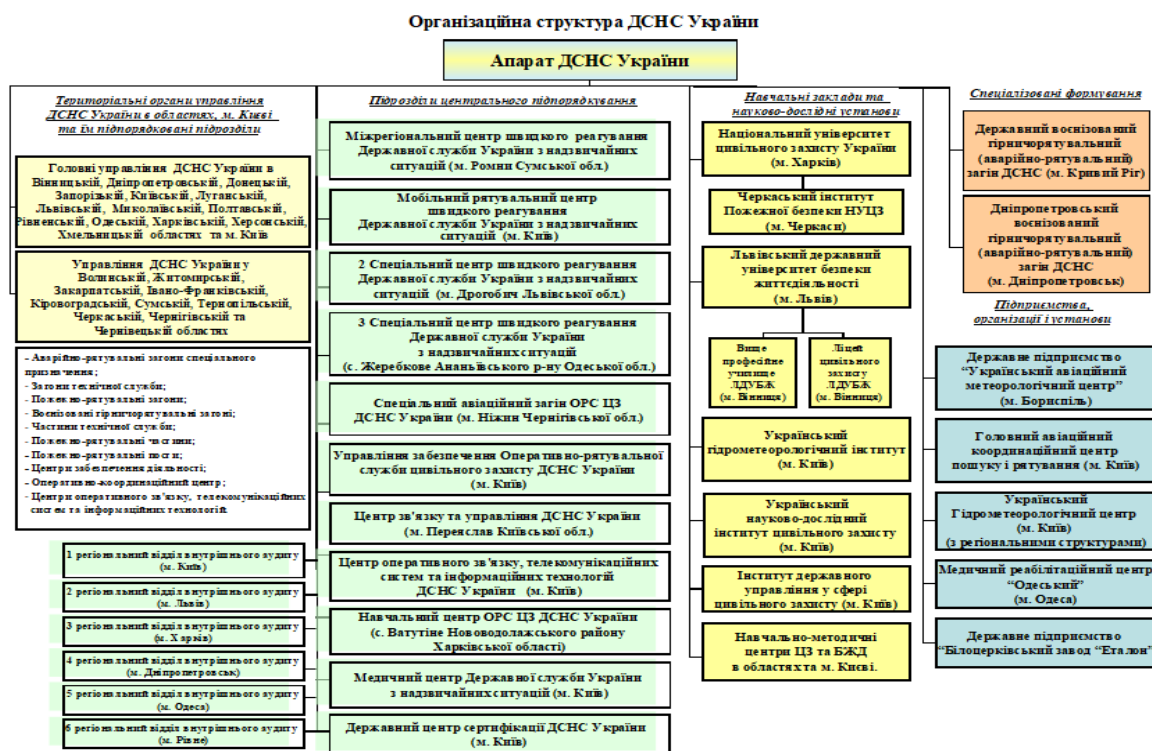 Організаційна структура ДСНС України
Апарат ДСНС України
Територіальні органи управління
ДСНС України в областях, м. Києві
та їм підпорядковані підрозділи
Головні управління ДСНС України в
Вінницькій, Дніпропетровській, Донецькій,
Запорізькій, Київській, Луганській,
Львівській, Миколаївській, Полтавській,
Рівненській, Одеській, Харківській, Херсонській,
Хмельницькій областях та м. Київ
Управління ДСНС України у
Волинській, Житомирській,
Закарпатській, Івано-Франківській,
Кіровоградській, Сумській, Тернопільській,
Черкаській, Чернігівській та
Чернівецькій областях
- Аварійно-рятувальні загони спеціального
призначення;
- Загони технічної служби;
- Пожежно-рятувальні загони;
- Воєнізовані гірничорятувальні загоні;
- Частини технічної служби;
- Пожежно-рятувальні частини;
- Пожежно-рятувальні пости;
- Центри забепечення діяльності;
- Оперативно-координаційний центр;
- Центри оперативного зв'язку, телекомунікаційних
систем та інформаційних технологій.
1 регіональний відділ внутрішнього аудиту
(м. Київ)
2 регіональний відділ внутрішнього аудиту
(м. Львів)
3 регіональний відділ внутрішнього аудиту
(м. Харків)
4 регіональний відділ внутрішнього аудиту
(м. Дніпропетровськ)
5 регіональний відділ внутрішнього аудиту
(м. Одеса)
6 регіональний відділ внутрішнього аудиту
(м. Рівне)
Підрозділи центрального підпорядкування
Міжрегіональний центр швидкого реагування
Державної служби України з надзвичайних
ситуацій (м. Ромни Сумської обл.)
Мобільний рятувальний центр
швидкого реагування
Державної служби України з надзвичайних
ситуацій (м. Київ)
2 Спеціальний центр швидкого реагування
Державної служби України з надзвичайних
ситуацій (м. Дрогобич Львівської обл.)
3 Спеціальний центр швидкого реагування
Державної служби України
з надзвичайних ситуацій
(с. Жеребкове Ананьївського р-ну Одеської обл.)
Спеціальний авіаційний загін ОРС ЦЗ
ДСНС України (м. Ніжин Чернігівської обл.)
Управління забезпечення Оперативно-рятувальної
служби цивільного захисту ДСНС України
(м. Київ)
Центр зв'язку та управління ДСНС України
(м. Переяслав Київської обл.)
Центр оперативного зв'язку, телекомунікаційних
систем та інформаційних технологій
ДСНС України (м. Київ)
Навчальний центр ОРС ЦЗ ДСНС України
(с. Ватутіне Нововодолажського району
Харківської області)
Медичний центр Державної служби України
з надзвичайних ситуацій (м. Київ)
Державний центр сертифікації ДСНС України
(м. Київ)
Навчальні заклади та
науково-дослідні установи
Національний університет
цивільного захисту України
(м. Харків)
Черкаський інститут
Пожежної безпеки НУЦЗ
(м. Черкаси)
Львівський державний
університет безпеки
життєдіяльності
(м. Львів)
Вище
професійне
училище
ЛДУБЖ
(м. Вінниця)
Ліцей
цивільного
захисту
ЛДУБЖ
(м. Вінниця)
Український
гідрометеорологічний інститут
(м. Київ)
Український
науково-дослідний
інститут цивільного захисту
(м. Київ)
Інститут державного
управління у сфері
цивільного захисту (м. Київ)
Навчально-методичні
центри ЦЗ та БЖД
в областях та м. Києві.
Спеціалізовані формування
Державний воєнізований
гірничорятувальний
(аварійно-рятувальний)
загін ДСНС (м. Кривий Ріг)
Дніпропетровський
воєнізований
гірничорятувальний
(аварійно-рятувальний)
загін ДСНС
(м. Дніпропетровськ)
Підприємства,
організації і установи
Державне підприємство
“Український авіаційний
метеорологічний центр”
(м. Бориспіль)
Головний авіаційний
координаційний центр
пошуку і рятування (м. Київ)
Український
Гідрометеорологічний центр
(м. Київ)
(з регіональними структурами)
Медичний реабілітаційний центр
“Одеський”
(м. Одеса)
Державне підприємство
“Білоцерківський завод “Еталон”